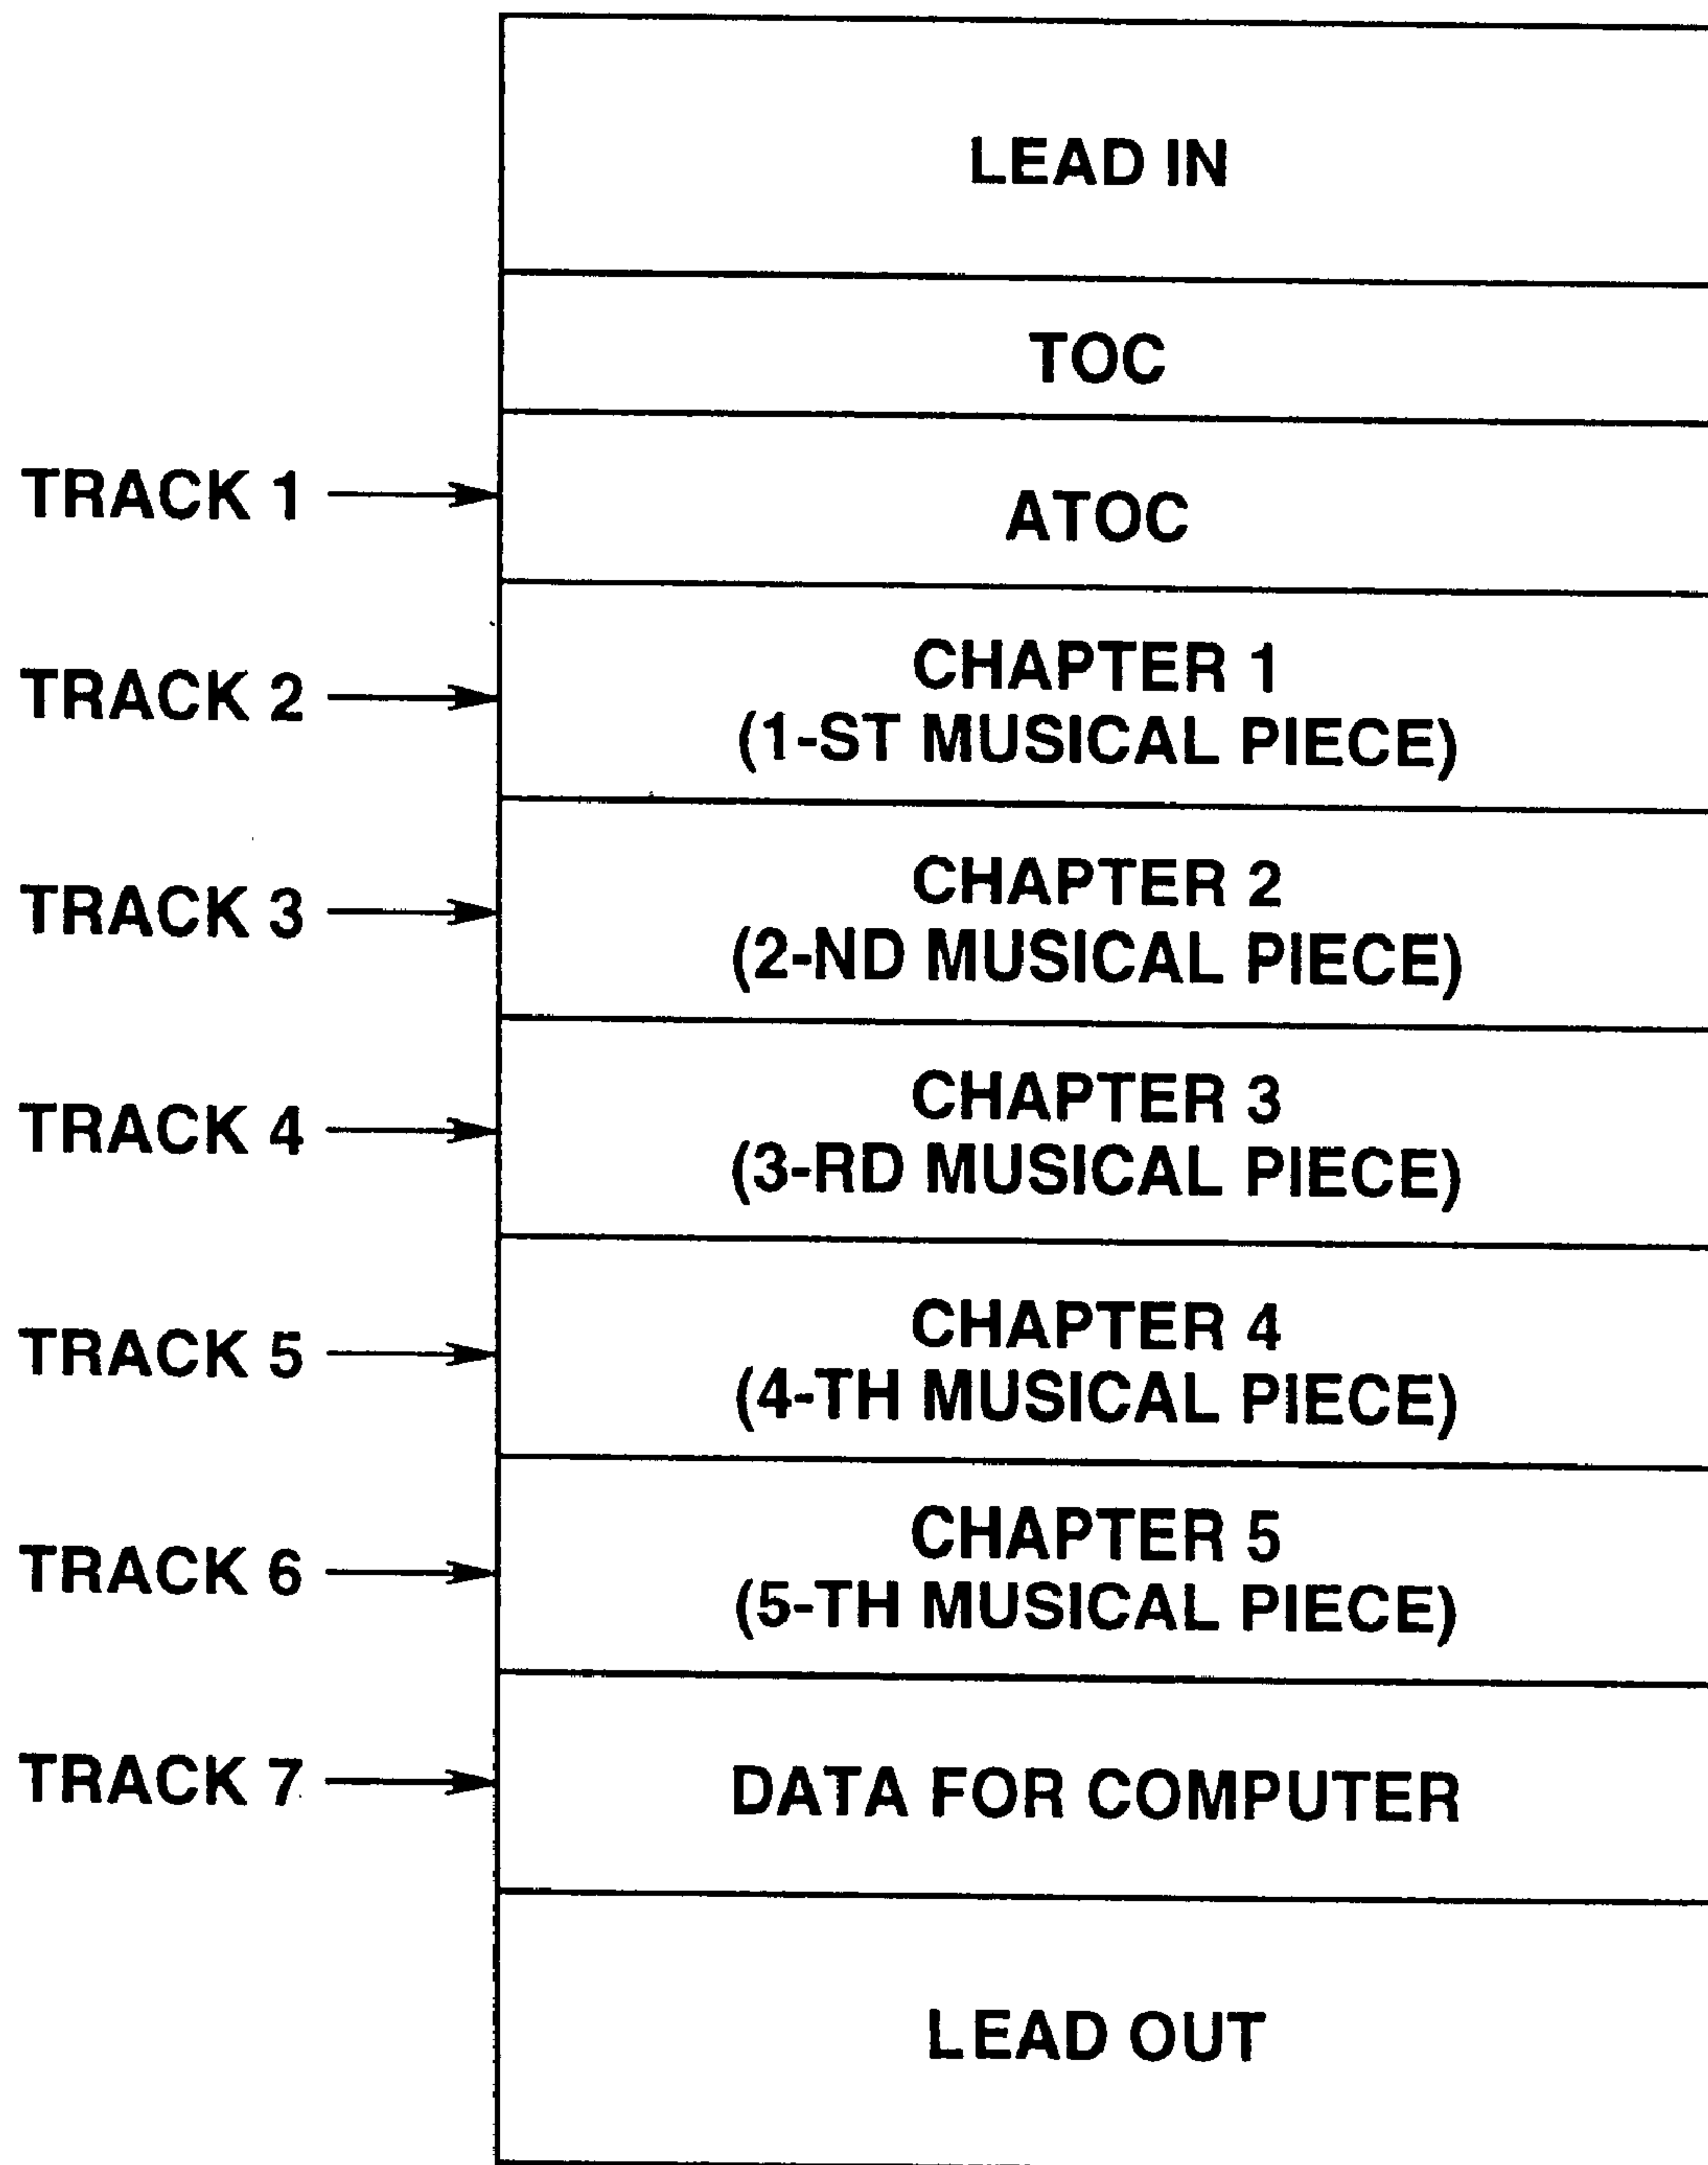 LEAD IN
TOC
TRACK 1
ATOC
TRACK 2
CHAPTER 1
(1-ST MUSICAL PIECE)
TRACK 3
CHAPTER 2
(2-ND MUSICAL PIECE)
TRACK 4
CHAPTER 3
(3-RD MUSICAL PIECE)
TRACK 5
CHAPTER 4
(4-TH MUSICAL PIECE)
TRACK 6
CHAPTER 5
(5-TH MUSICAL PIECE)
TRACK 7
DATA FOR COMPUTER
LEAD OUT